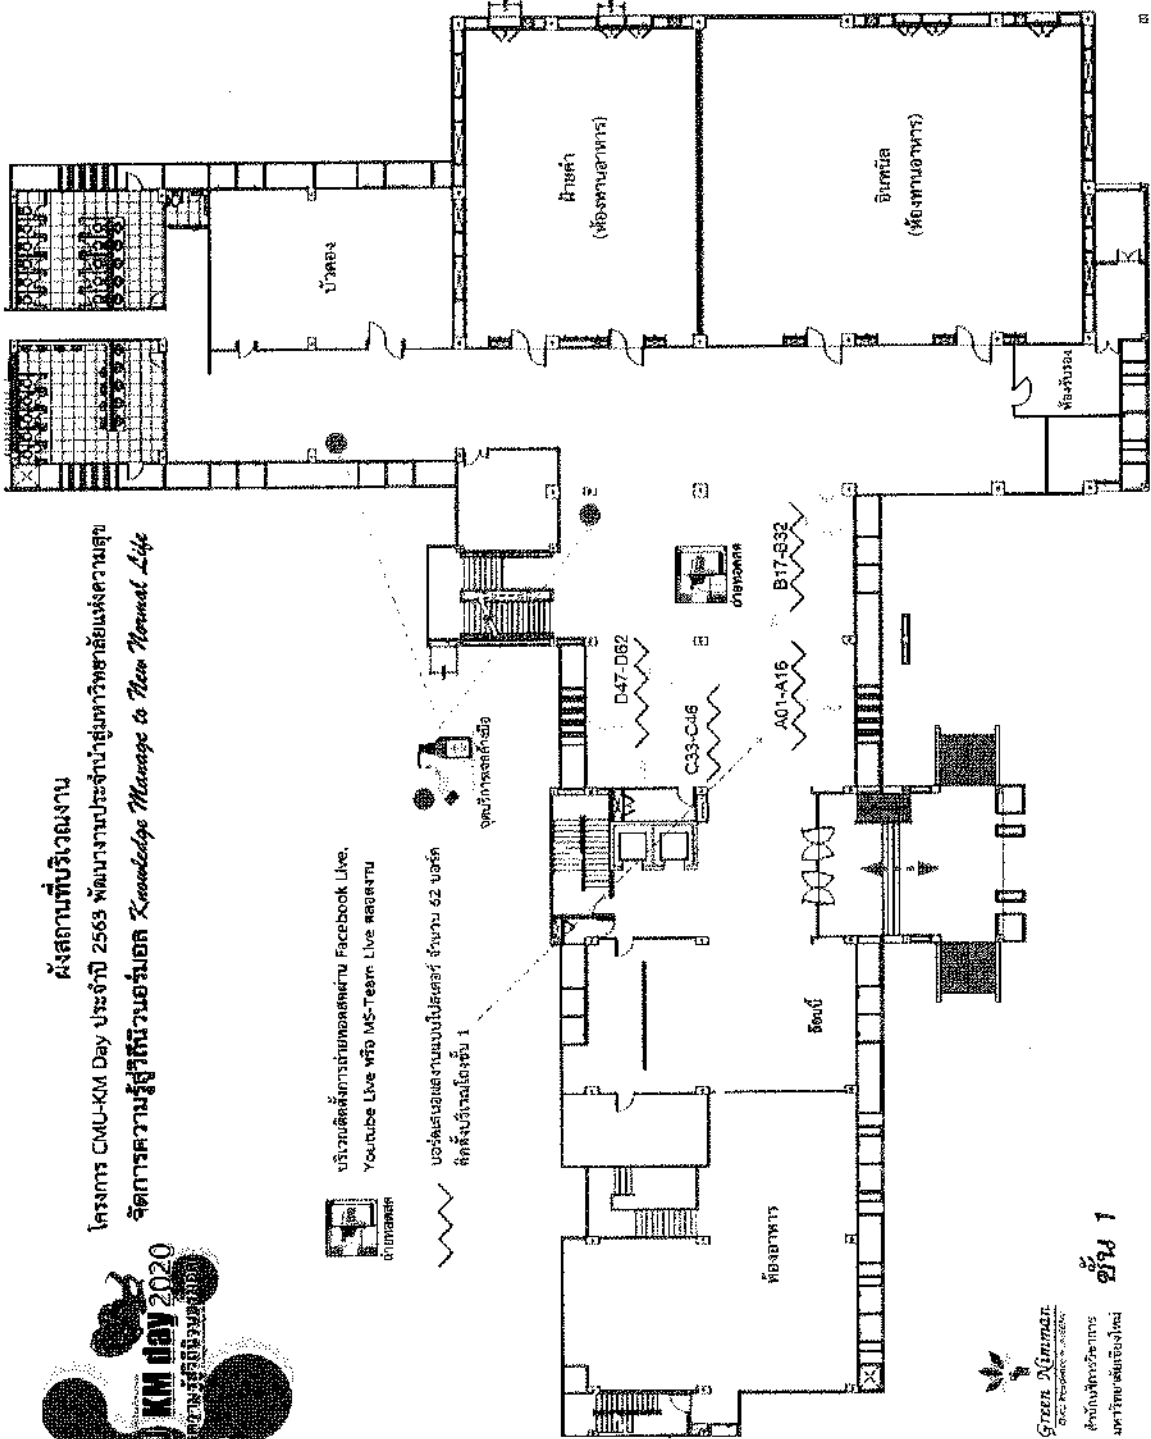 ผังสถานที่บริเวณงาน
โครงการ CMU-KM Day ประจำปี 2563 พัฒนางานประจำนำสู่มหาวิทยาลัยแห่งความสุข
จัดการความรู้สู่วิถีนิวนอร์มอล Knowledge Manage to New Normal Life
KM day 2020
บริเวณติดตั้งการถ่ายทอดสดผ่าน Facebook Live,
Youtube Live หรือ MS-Team Live ตลอดงาน
ถ่ายทอดสด
บอร์ดเสนอผลงานแบบโปสเตอร์ จำนวน 62 บอร์ด
ติดตั้งบริเวณโถงชั้น 1
จุดบริการเจลล้างมือ
บัวตอง
ฝ้ายคำ
(ห้องทานอาหาร)
อินทนิล
(ห้องทานอาหาร)
ห้องรับรอง
ถ่ายทอดสด
D47-D62
C33-C46
B17-B32
A01-A16
ล็อบบี้
ห้องอาหาร
Green Nimman
สำนักบริการวิชาการ
มหาวิทยาลัยเชียงใหม่
ชั้น 1